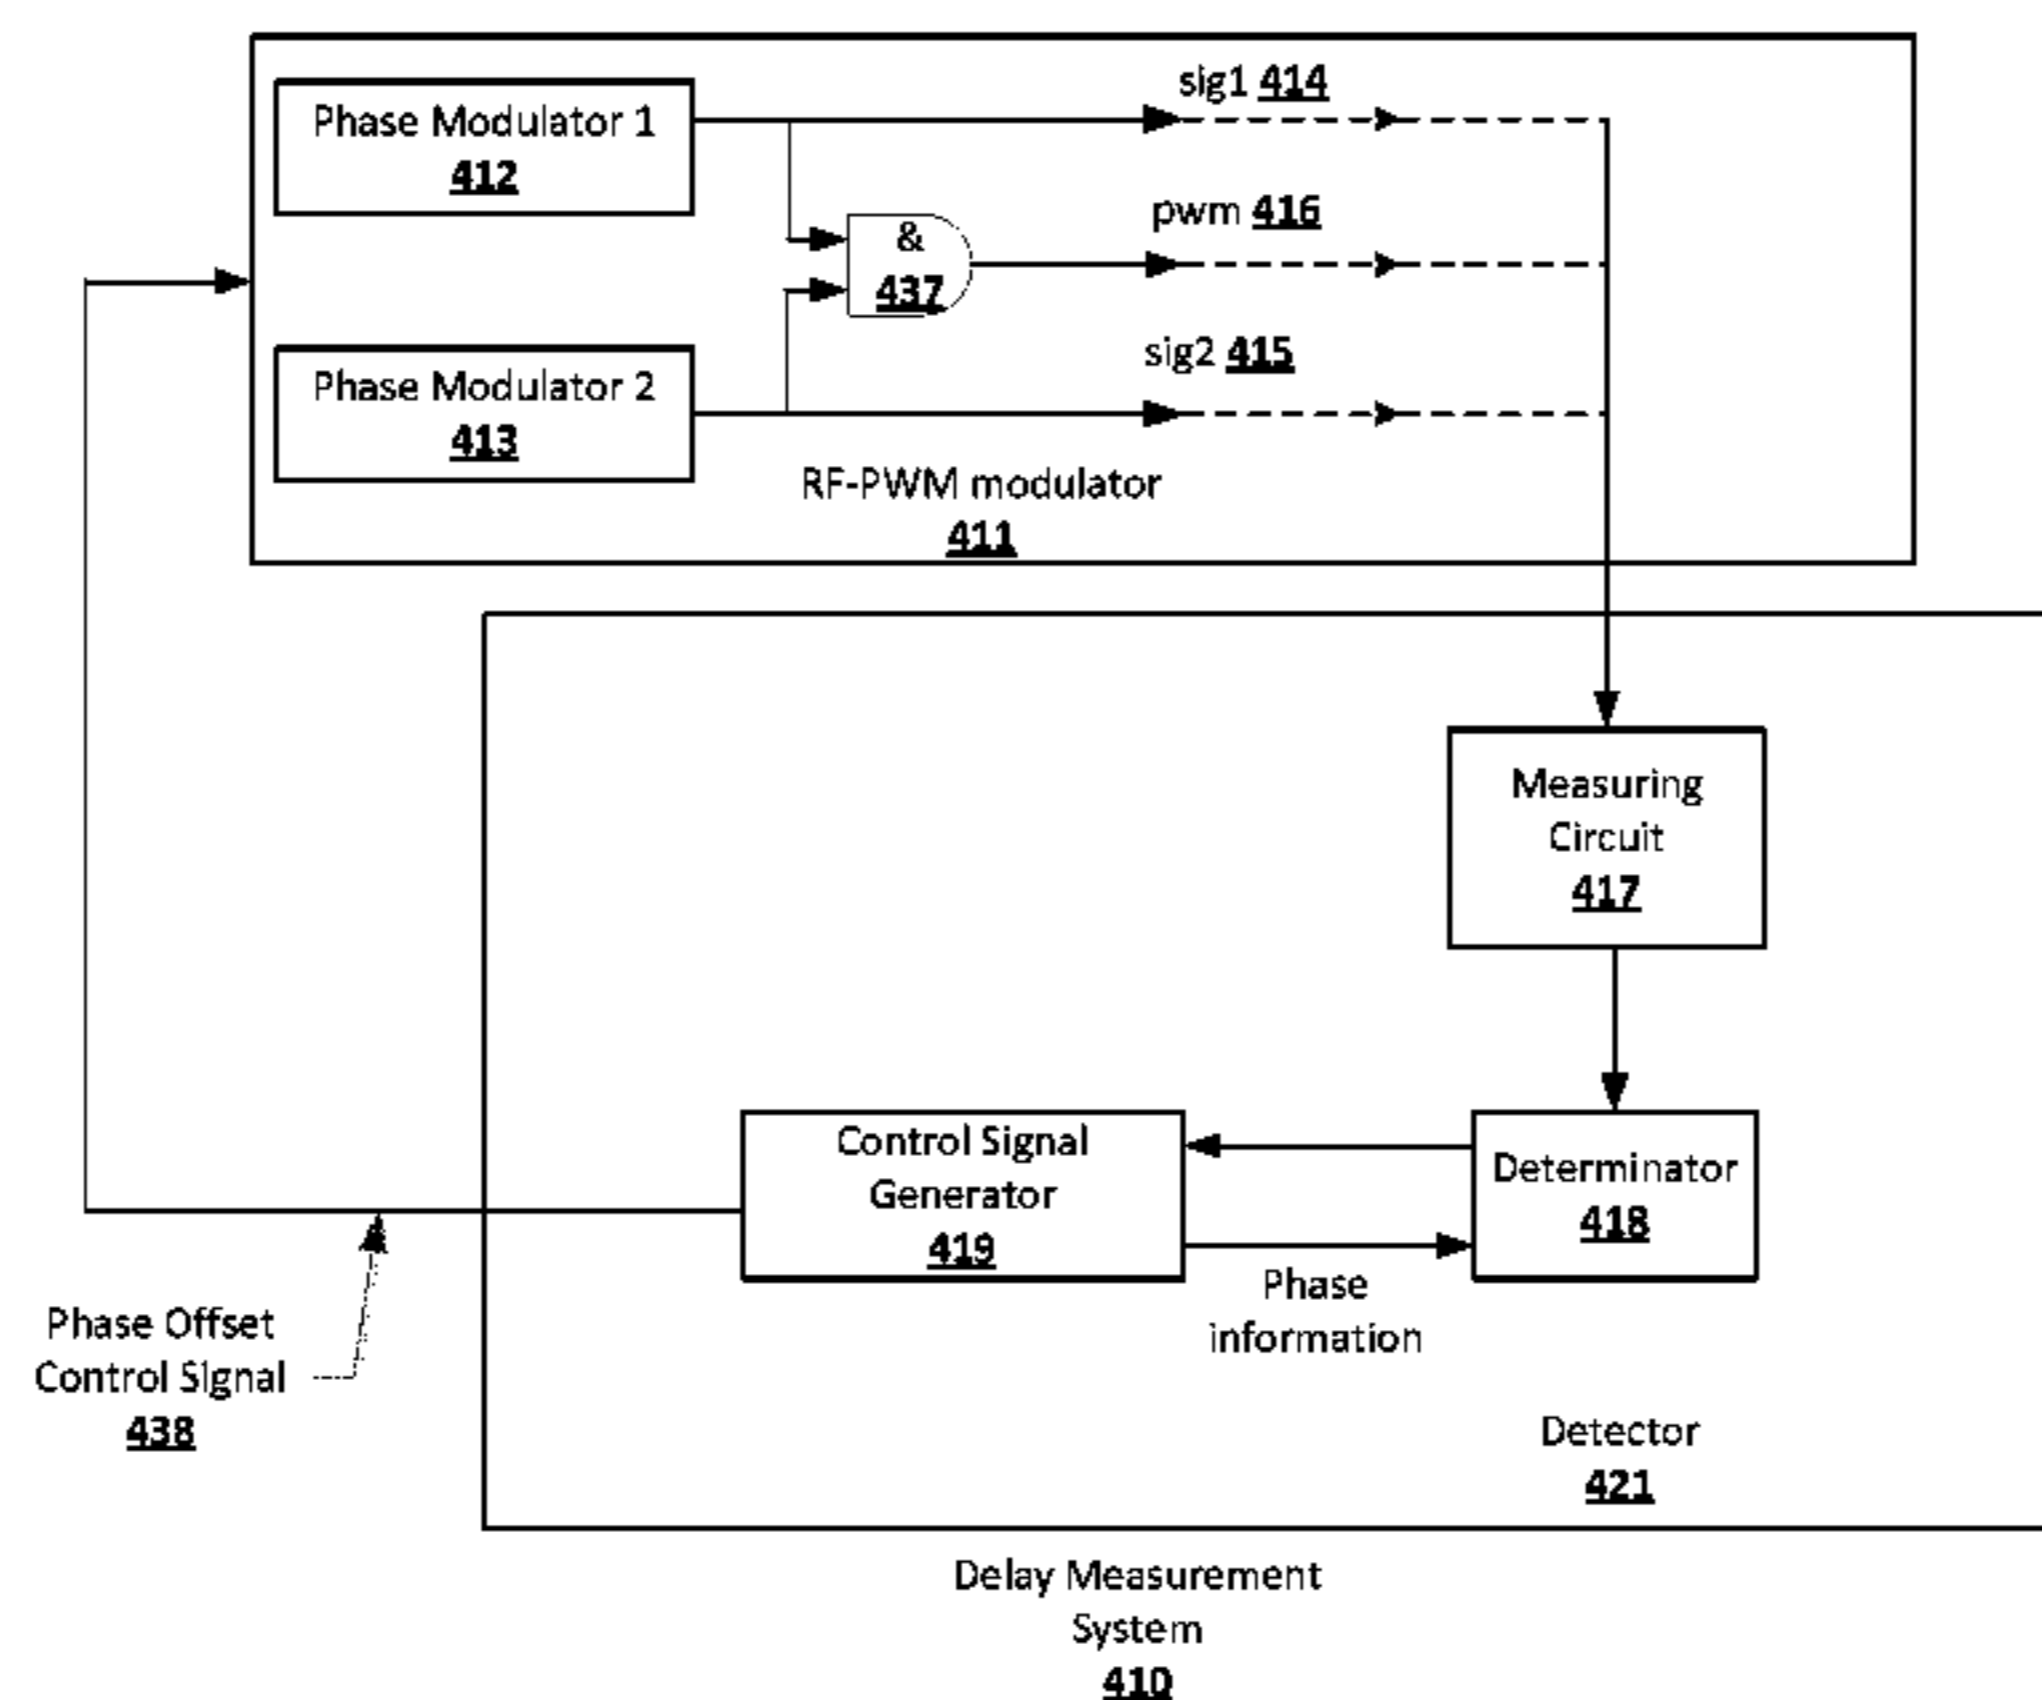 Phase Modulator 1
412
sig1 414
pwm 416
&
437
sig2 415
Phase Modulator 2
413
RF-PWM modulator
411
Measuring
Circuit
417
Control Signal
Generator
419
Determinator
418
Phase
information
Phase Offset
Control Signal
438
Detector
421
Delay Measurement
System
410